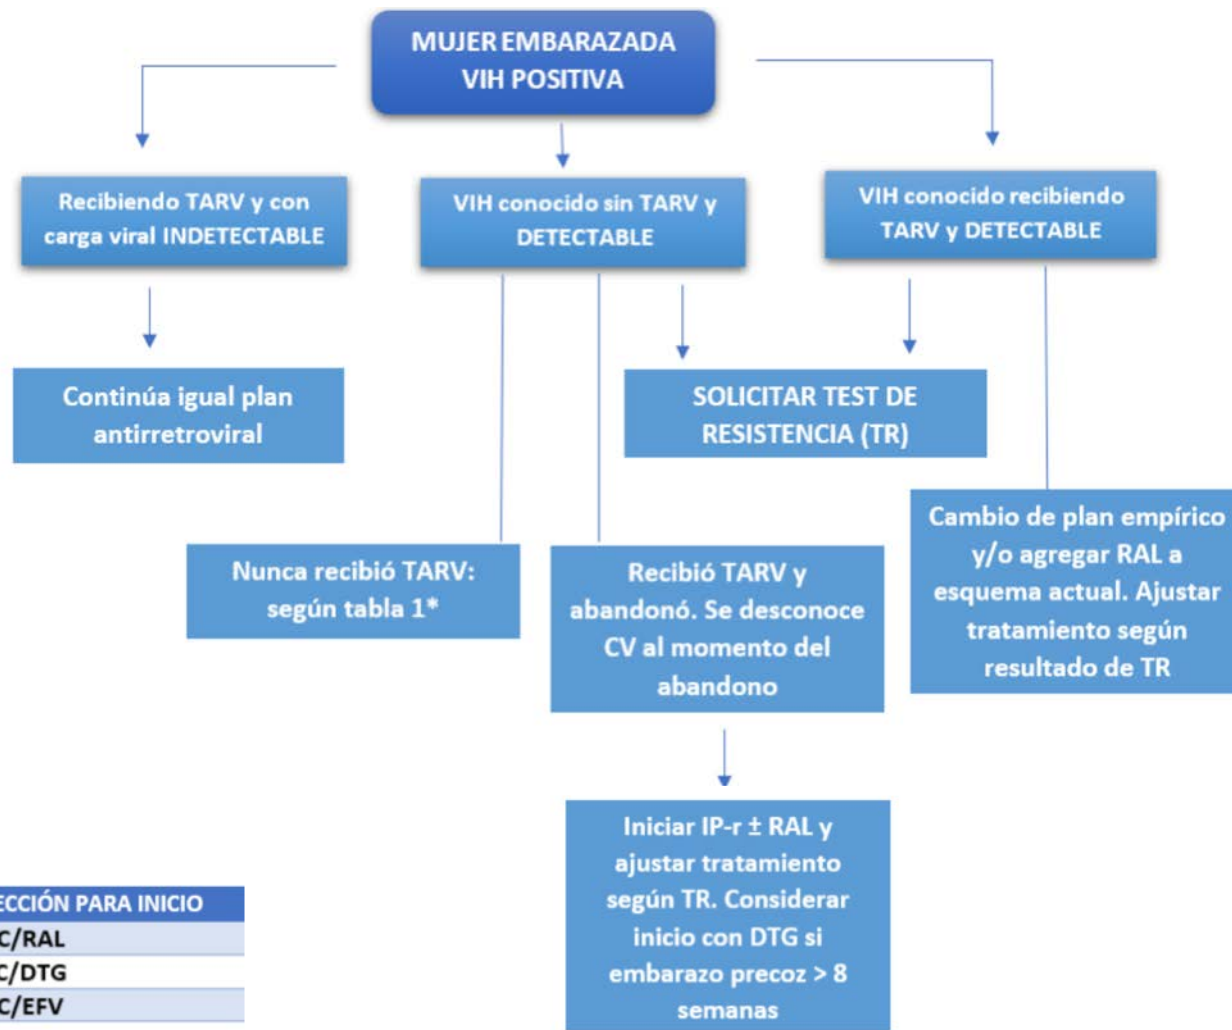 MUJER EMBARAZADA
VIH POSITIVA
Recibiendo TARV y con
carga viral INDETECTABLE
VIH conocido sin TARV y
DETECTABLE
VIH conocido recibiendo
TARV y DETECTABLE
Continúa igual plan
antirretroviral
SOLICITAR TEST DE
RESISTENCIA (TR)
Nunca recibió TARV:
según tabla 1*
Recibió TARV y
abandonó. Se desconoce
CV al momento del
abandono
Cambio de plan empírico
y/o agregar RAL a
esquema actual. Ajustar
tratamiento según
resultado de TR
Iniciar IP-r ± RAL y
ajustar tratamiento
según TR. Considerar
inicio con DTG si
embarazo precoz > 8
semanas
ECCIÓN PARA INICIO
C/RAL
C/DTG
C/EFV